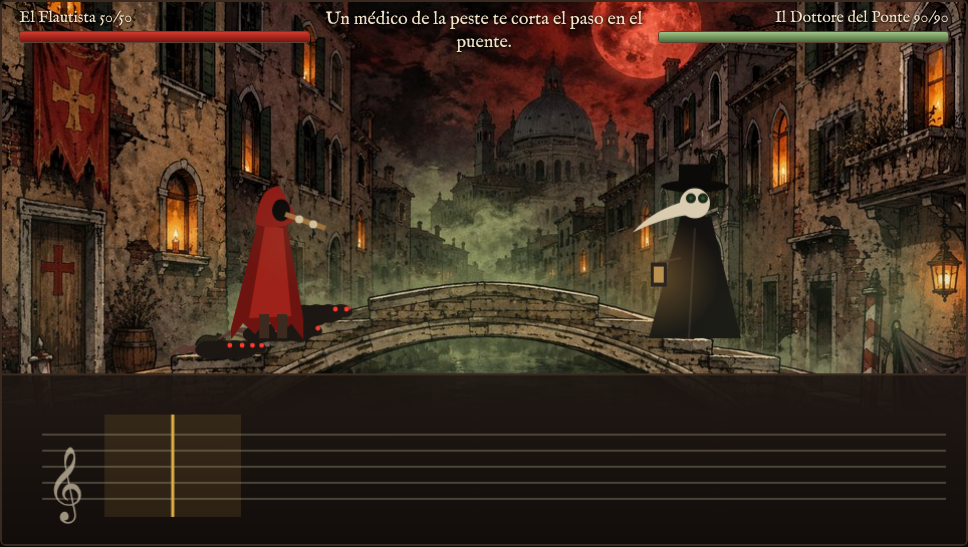 El Flautista 50/50
Un médico de la peste te corta el paso en el
puente.
Il Dottore del Ponte 90/90